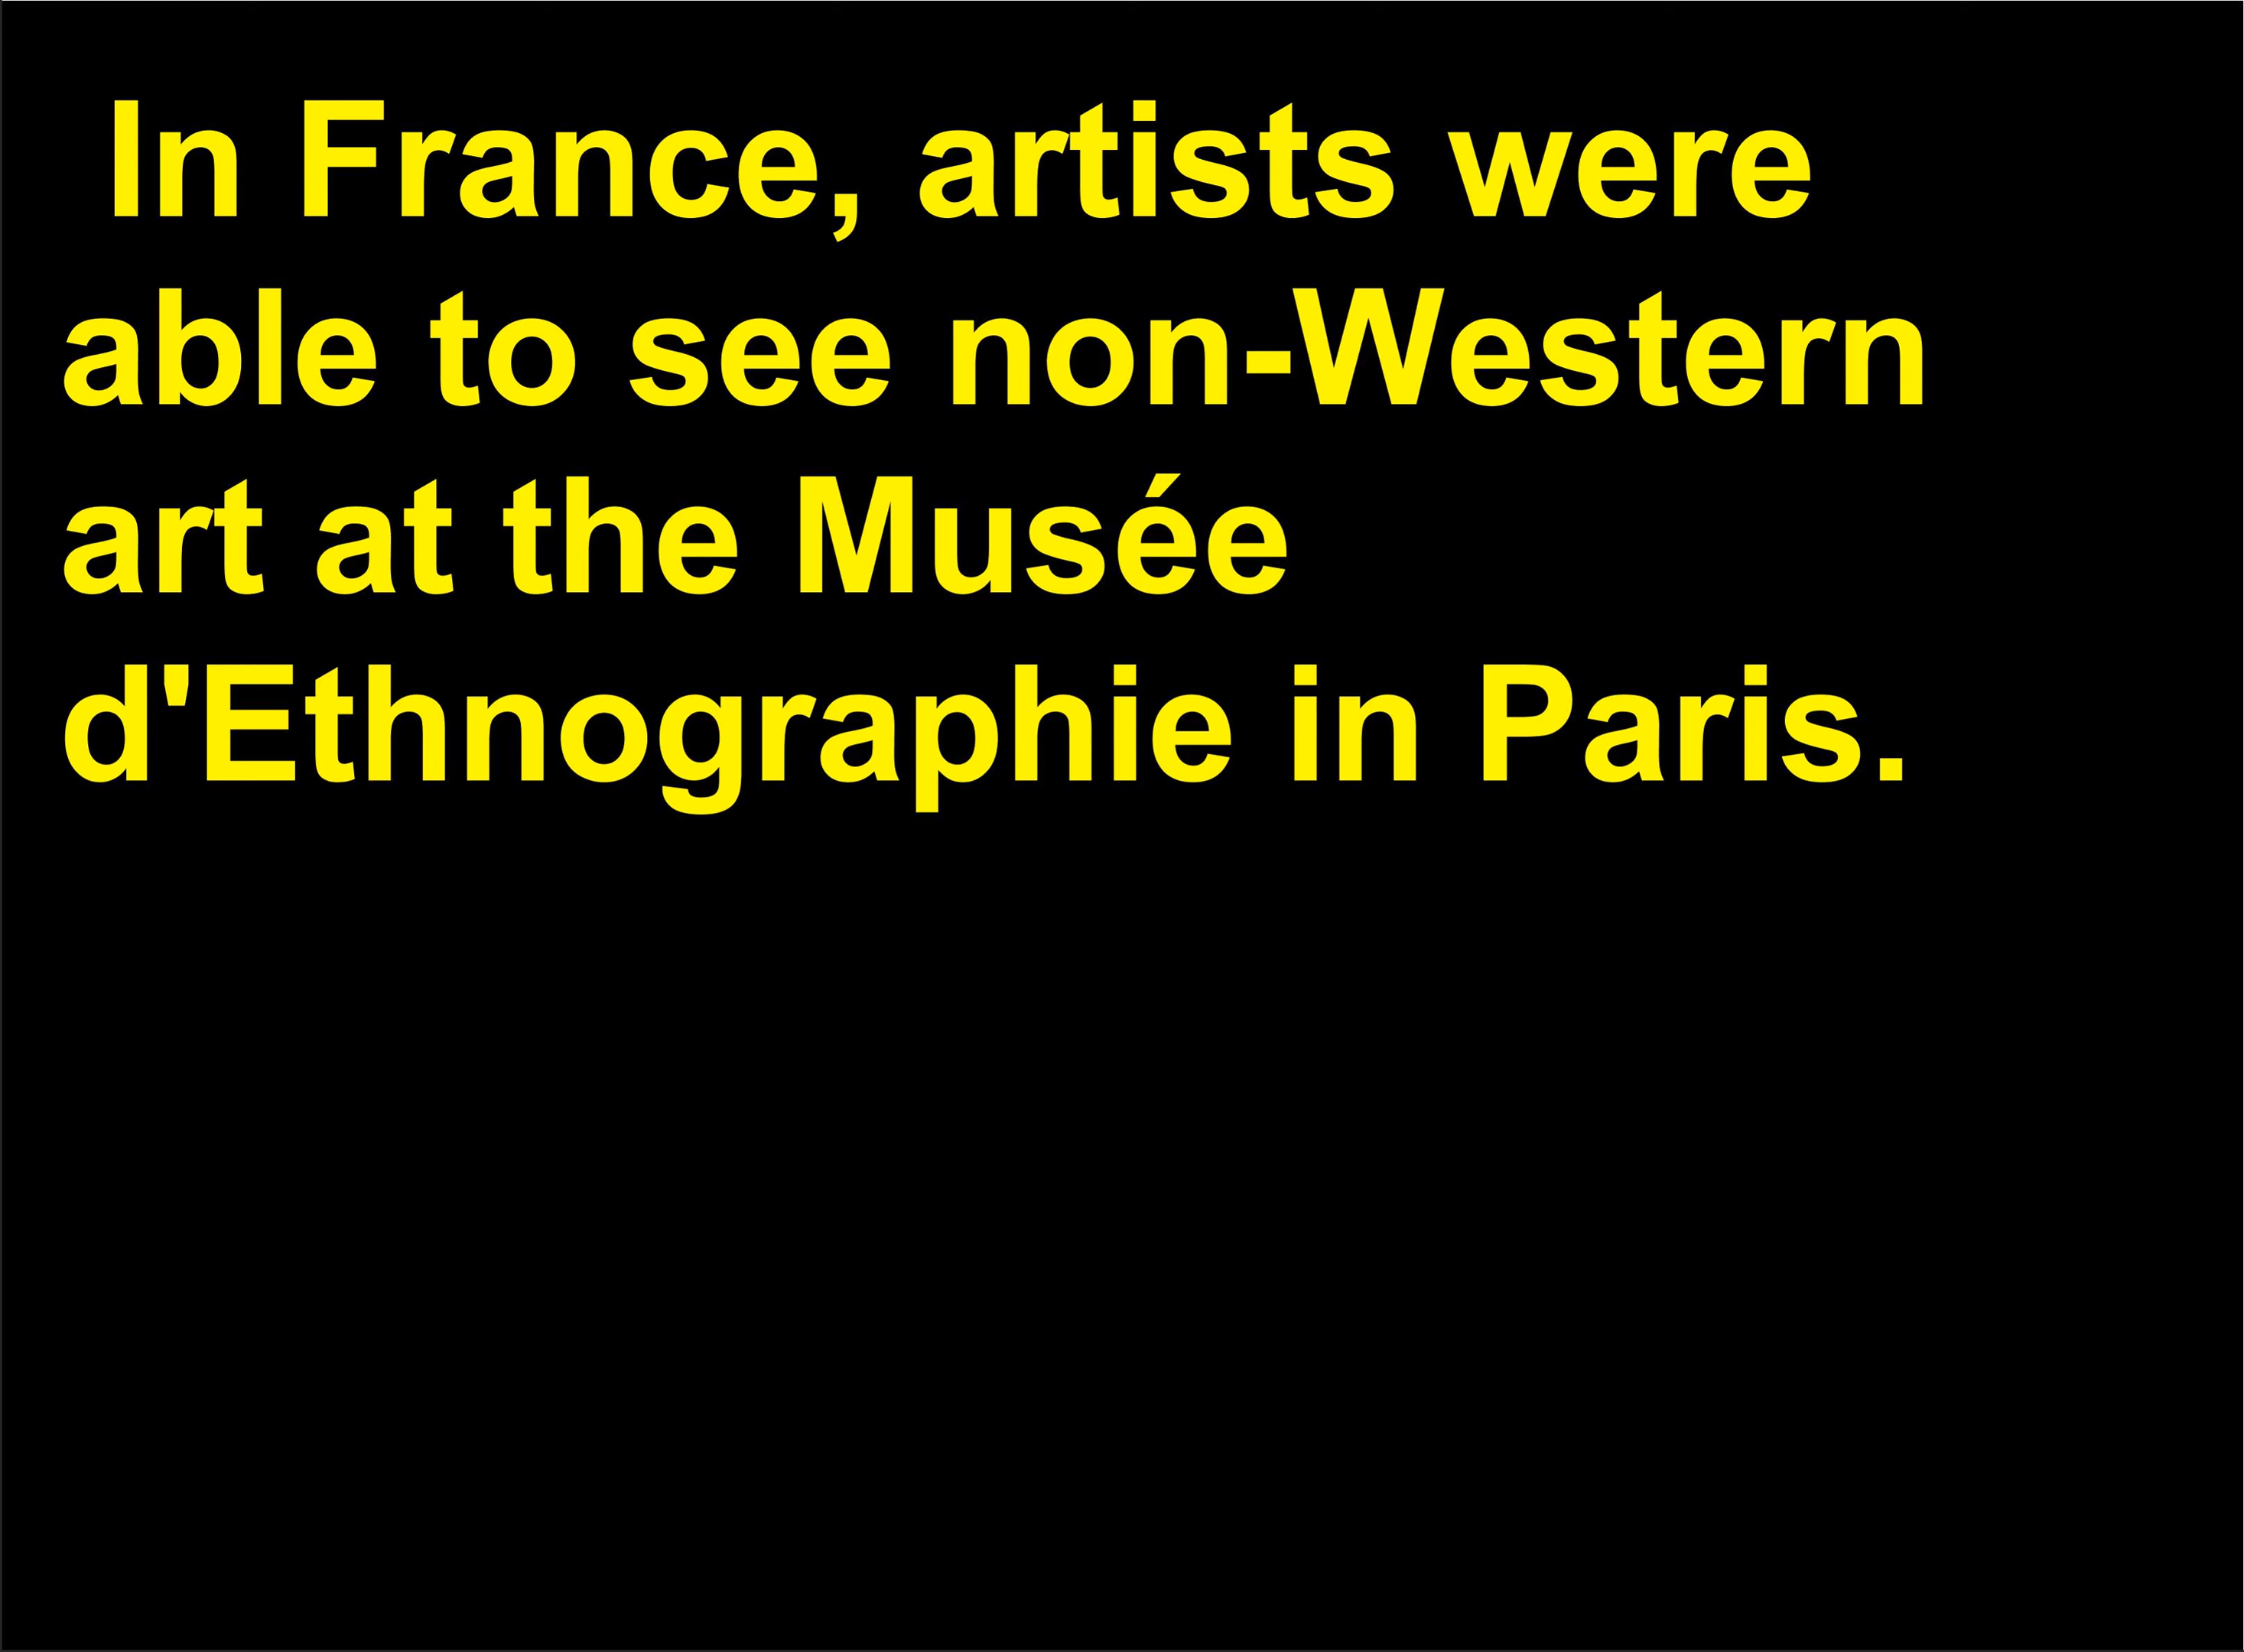 In France, artists were
able to see non-Western
art at the Musée
d'Ethnographie in Paris.